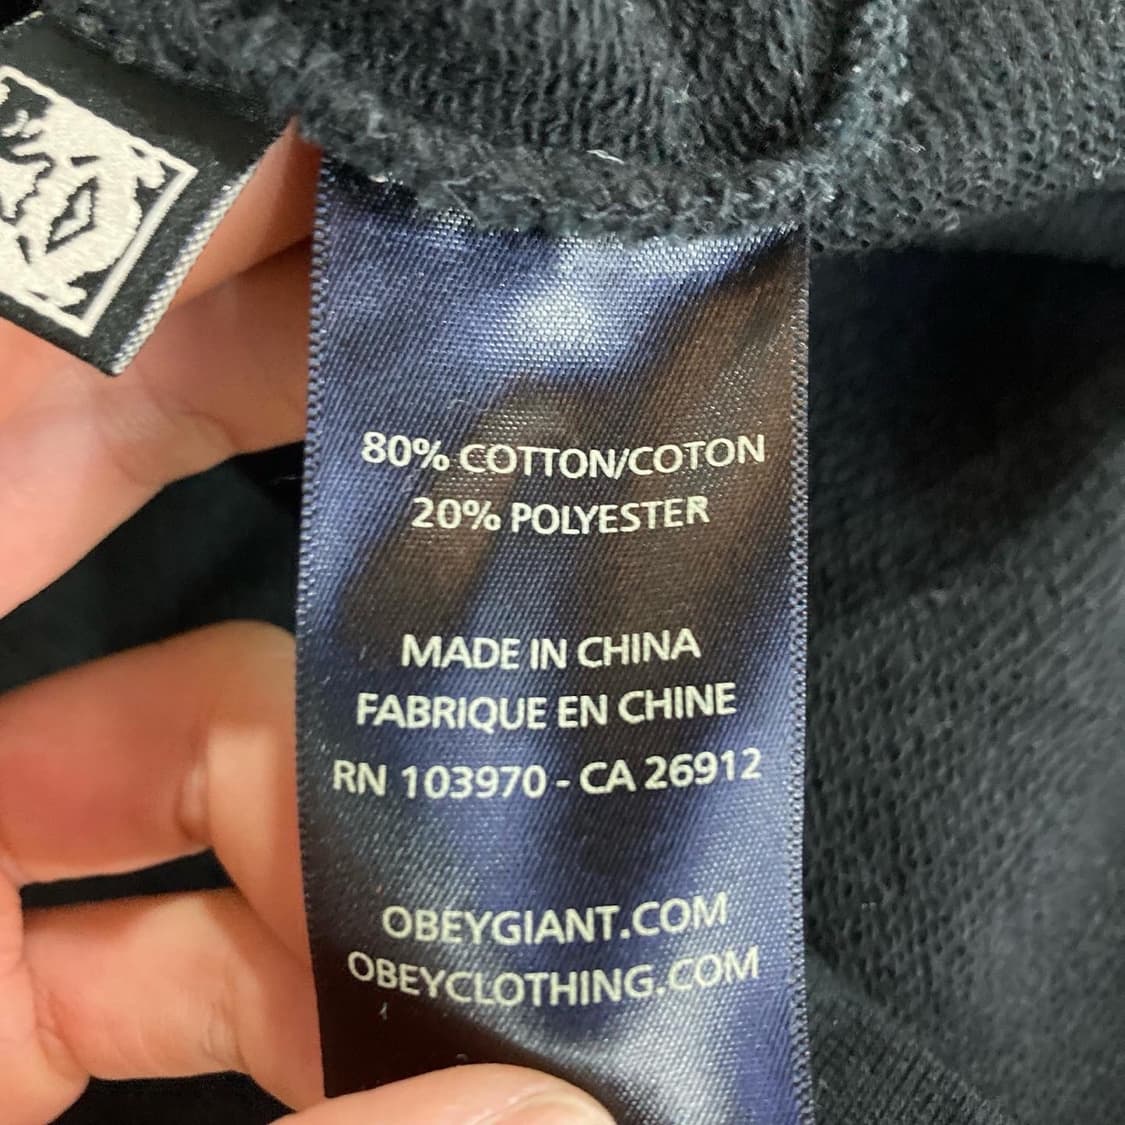 80% COTTON/COTON
20% POLYESTER
MADE IN CHINA
FABRIQUE EN CHINE
RN 103970 - CA 26912
OBEYGIANT.COM
OBEYCLOTHING.COM